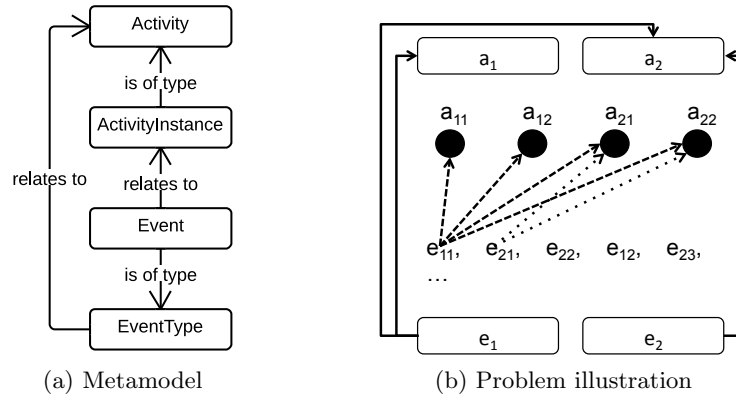 Activity
is of type
ActivityInstance
relates to
relates to
Event
is of type
EventType
(a) Metamodel
a₁ a₂
a₁₁ a₁₂ a₂₁ a₂₂
e₁₁, e₂₁, e₂₂, e₁₂, e₂₃,
...
e₁ e₂
(b) Problem illustration